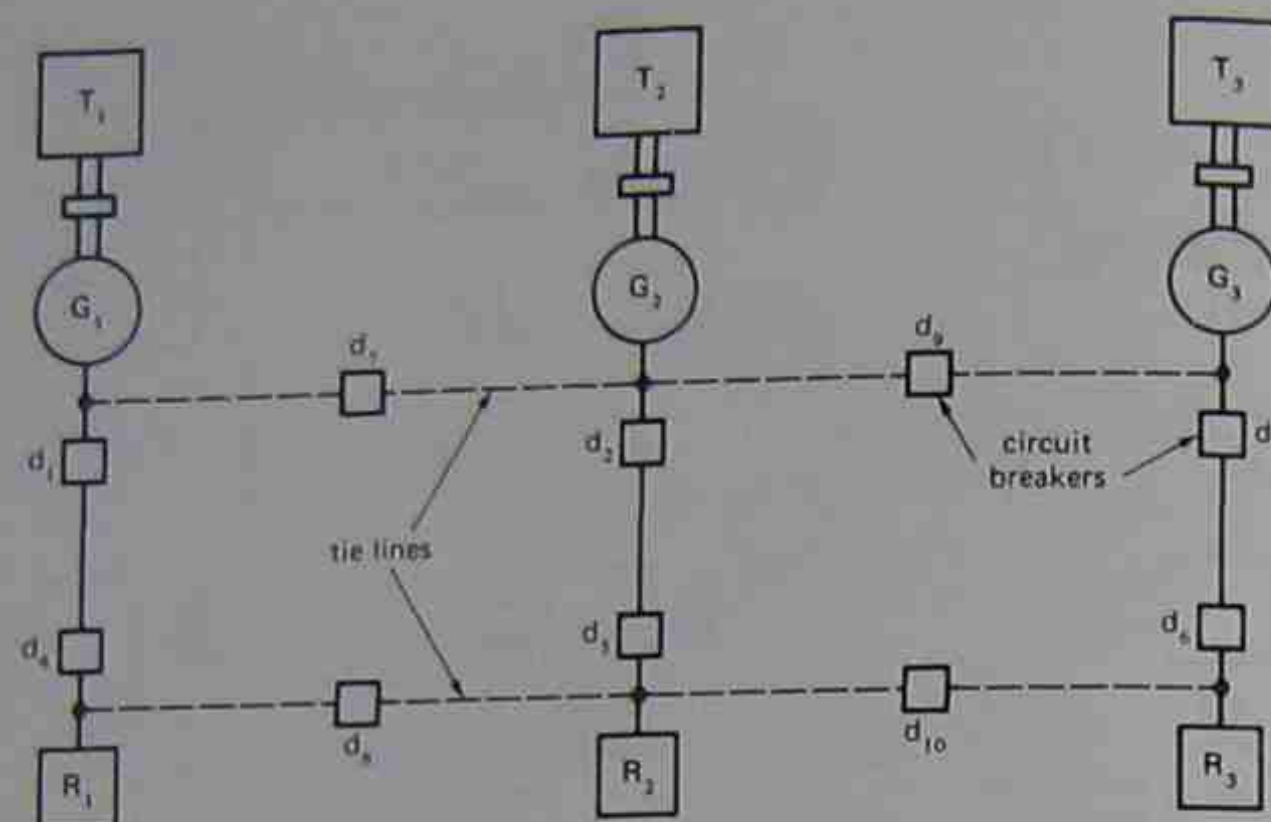 T₁
T₂
T₃
G₁
G₂
G₃
d₇
d₉
d₁
d₂
circuit
breakers
d
tie lines
d₄
d₅
d₆
d₈
d₁₀
R₁
R₂
R₃